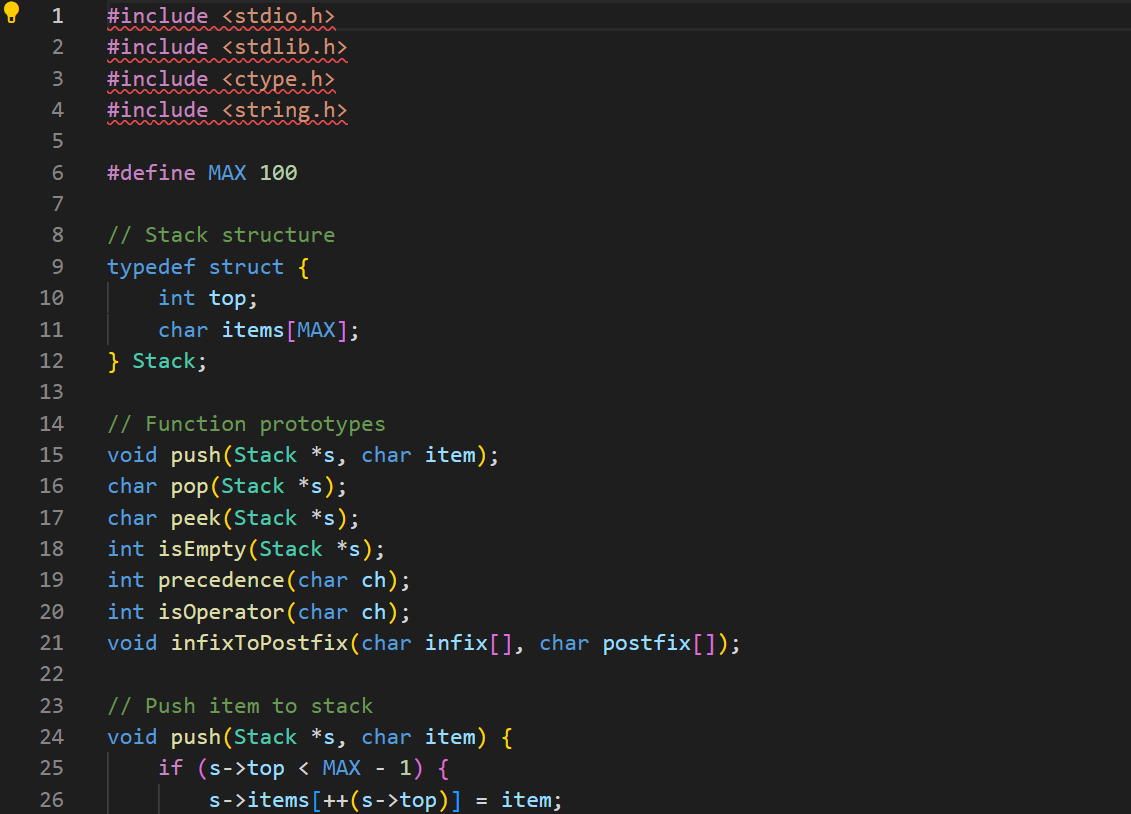 1 #include <stdio.h>
2 #include <stdlib.h>
3 #include <ctype.h>
4 #include <string.h>
5
6 #define MAX 100
7
8 // Stack structure
9 typedef struct {
10     int top;
11     char items[MAX];
12 } Stack;
13
14 // Function prototypes
15 void push(Stack *s, char item);
16 char pop(Stack *s);
17 char peek(Stack *s);
18 int isEmpty(Stack *s);
19 int precedence(char ch);
20 int isOperator(char ch);
21 void infixToPostfix(char infix[], char postfix[]);
22
23 // Push item to stack
24 void push(Stack *s, char item) {
25     if (s->top < MAX - 1) {
26         s->items[++(s->top)] = item;